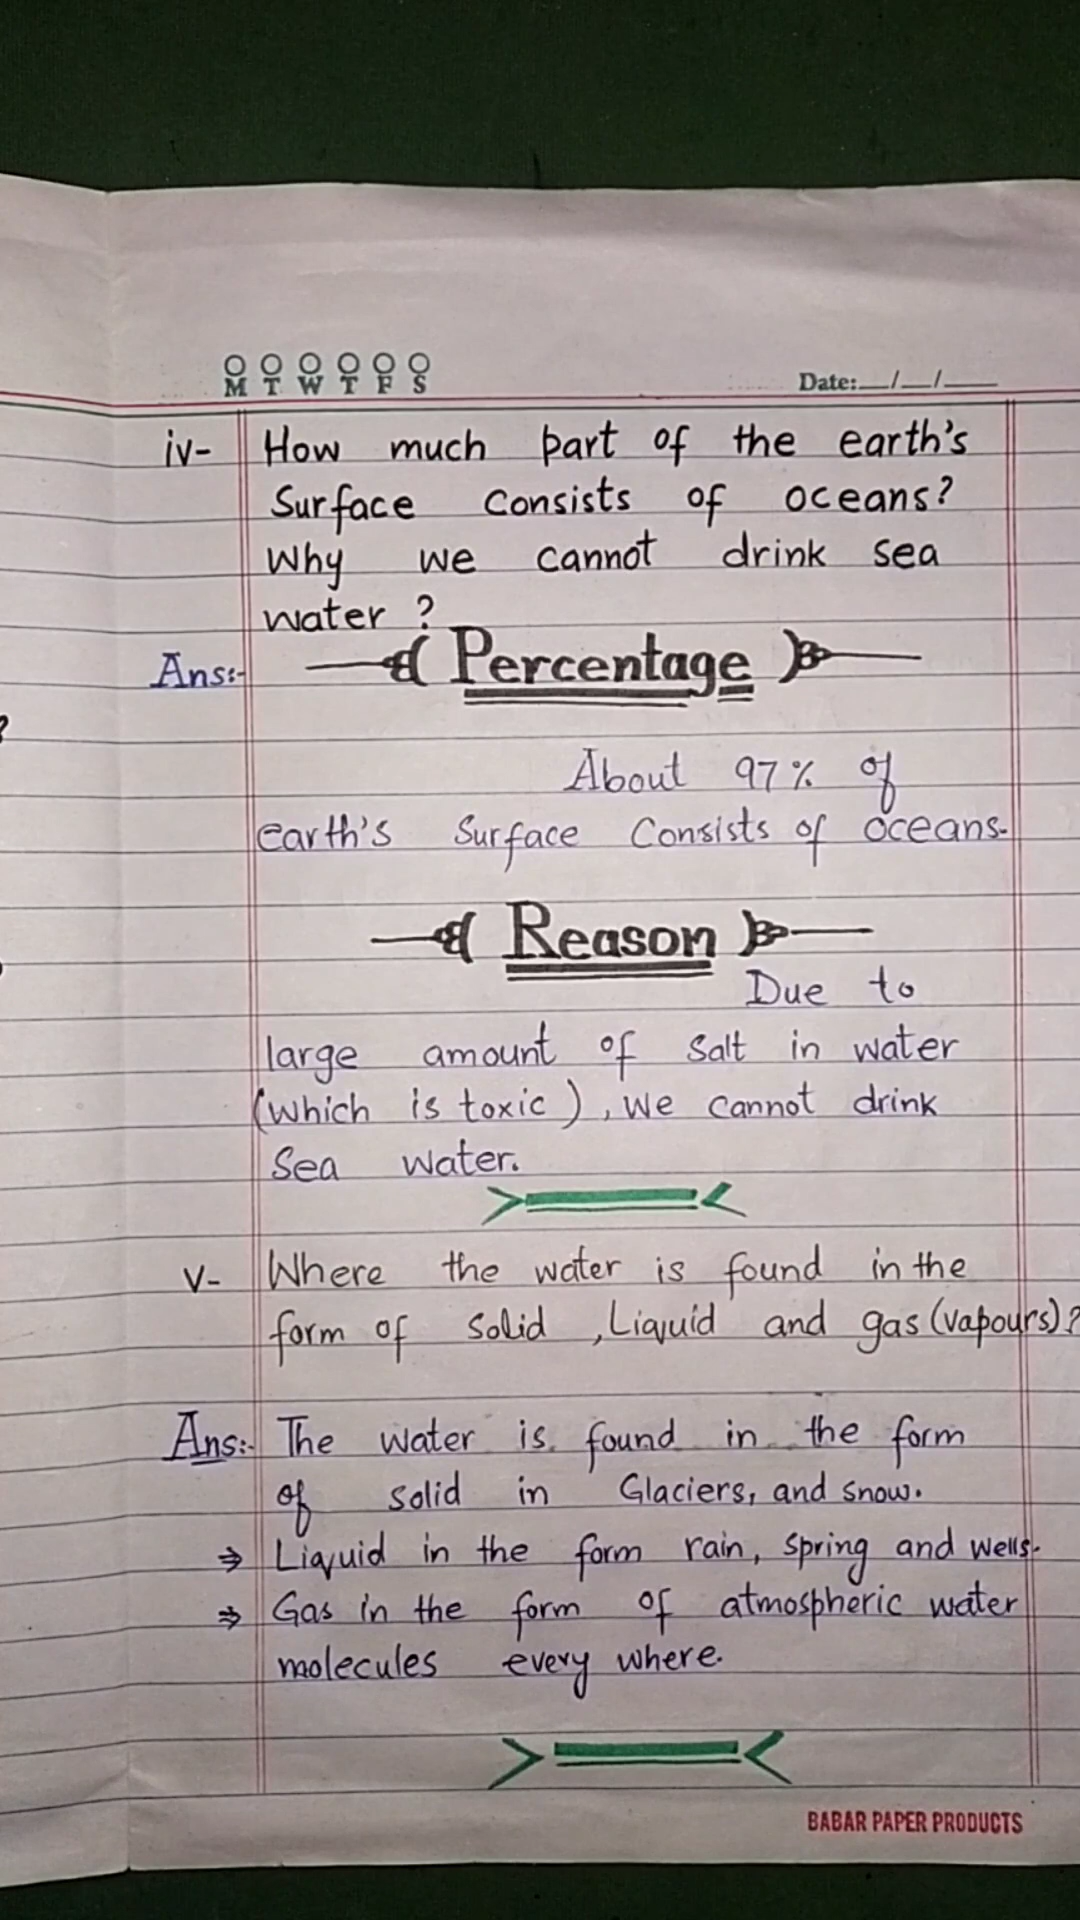 M T W T F S
Date:__/__/__
iv- How much part of the earth's
Surface consists of oceans?
Why we cannot drink sea
water ?
Ans:- Percentage
About 97% of
earth's Surface Consists of oceans.
Reason
Due to
large amount of salt in water
(which is toxic), we cannot drink
Sea water.
v- Where the water is found in the
form of solid, Liquid and gas (vapours)?
Ans:- The water is found in the form
of solid in Glaciers, and snow.
⇒ Liquid in the form rain, spring and wells.
⇒ Gas in the form of atmospheric water
molecules every where.
BABAR PAPER PRODUCTS